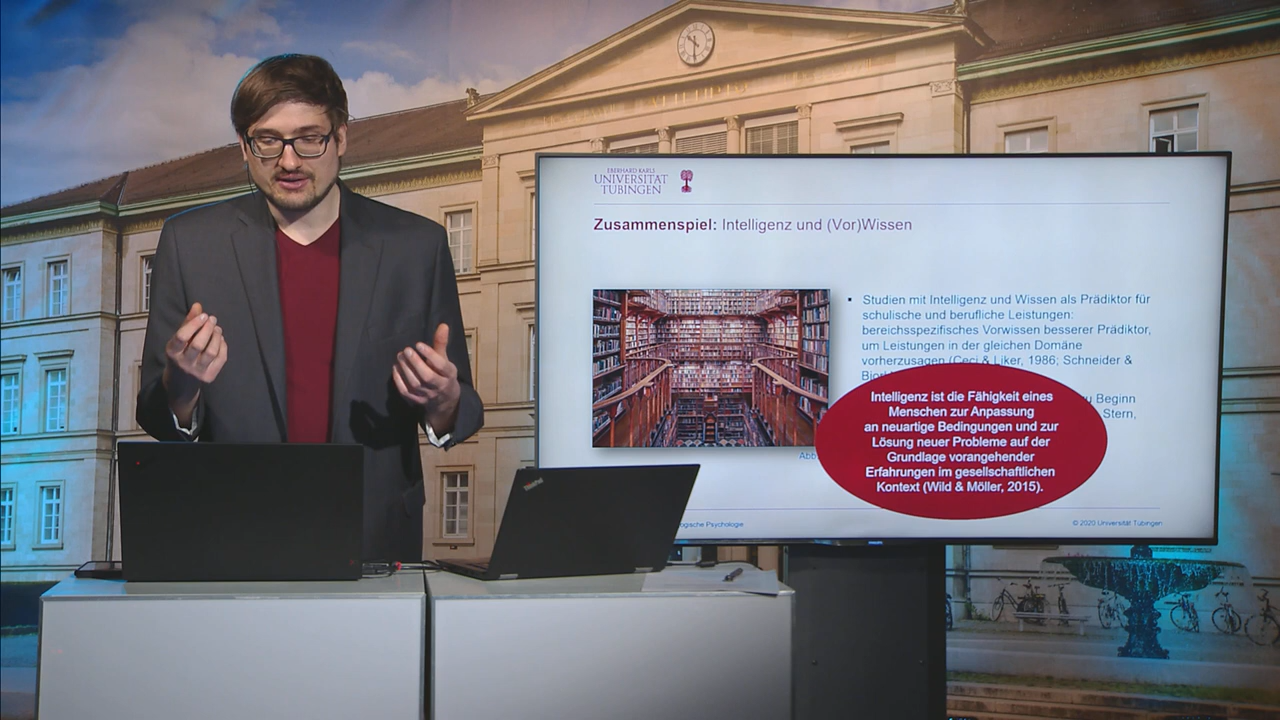 EBERHARD KARLS
UNIVERSITÄT
TÜBINGEN
Zusammenspiel: Intelligenz und (Vor)Wissen
Studien mit Intelligenz und Wissen als Prädiktor für
schulische und berufliche Leistungen:
bereichsspezifisches Vorwissen besserer Prädiktor,
um Leistungen in der gleichen Domäne
vorherzusagen (Ceci & Liker, 1986; Schneider &
Beginn
Stern,
Intelligenz ist die Fähigkeit eines
Menschen zur Anpassung
an neuartige Bedingungen und zur
Lösung neuer Probleme auf der
Grundlage vorangehender
Erfahrungen im gesellschaftlichen
Kontext (Wild & Möller, 2015).
Abb
ogische Psychologie
© 2020 Universität Tübingen
ThinkPad